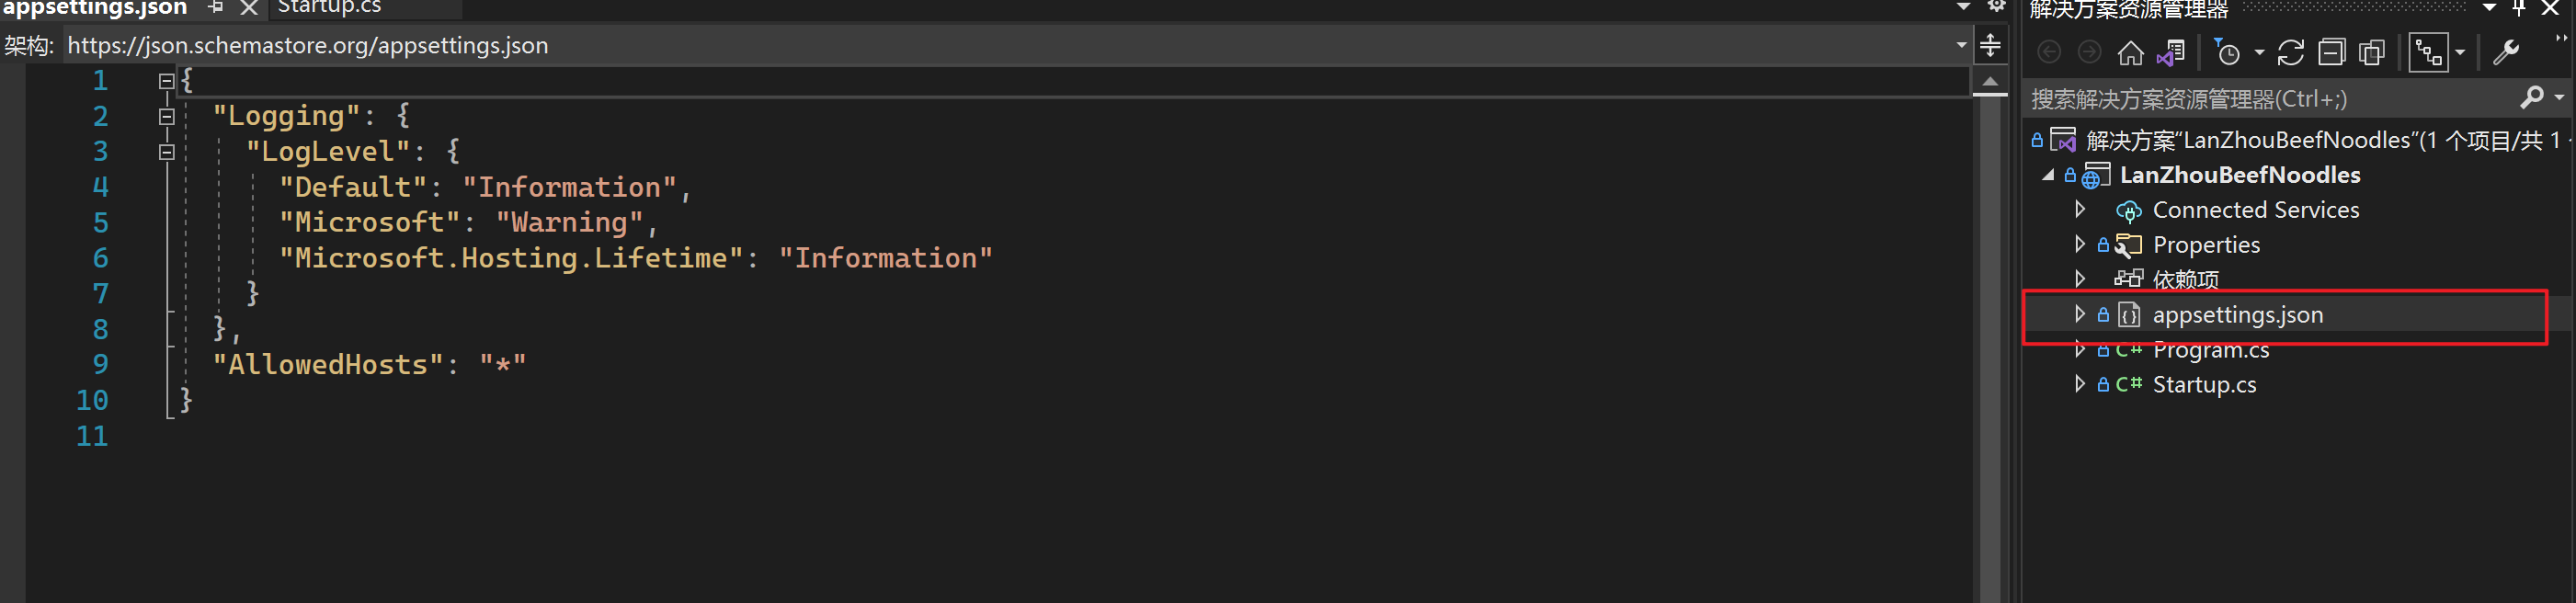 appsettings.json
Startup.cs
架构: https://json.schemastore.org/appsettings.json
1 {
2 "Logging": {
3 "LogLevel": {
4 "Default": "Information",
5 "Microsoft": "Warning",
6 "Microsoft.Hosting.Lifetime": "Information"
7 }
8 },
9 "AllowedHosts": "*"
10 }
11
解决方案资源管理器
搜索解决方案资源管理器(Ctrl+;)
解决方案“LanZhouBeefNoodles”(1 个项目/共 1
LanZhouBeefNoodles
Connected Services
Properties
依赖项
appsettings.json
C# Program.cs
C# Startup.cs